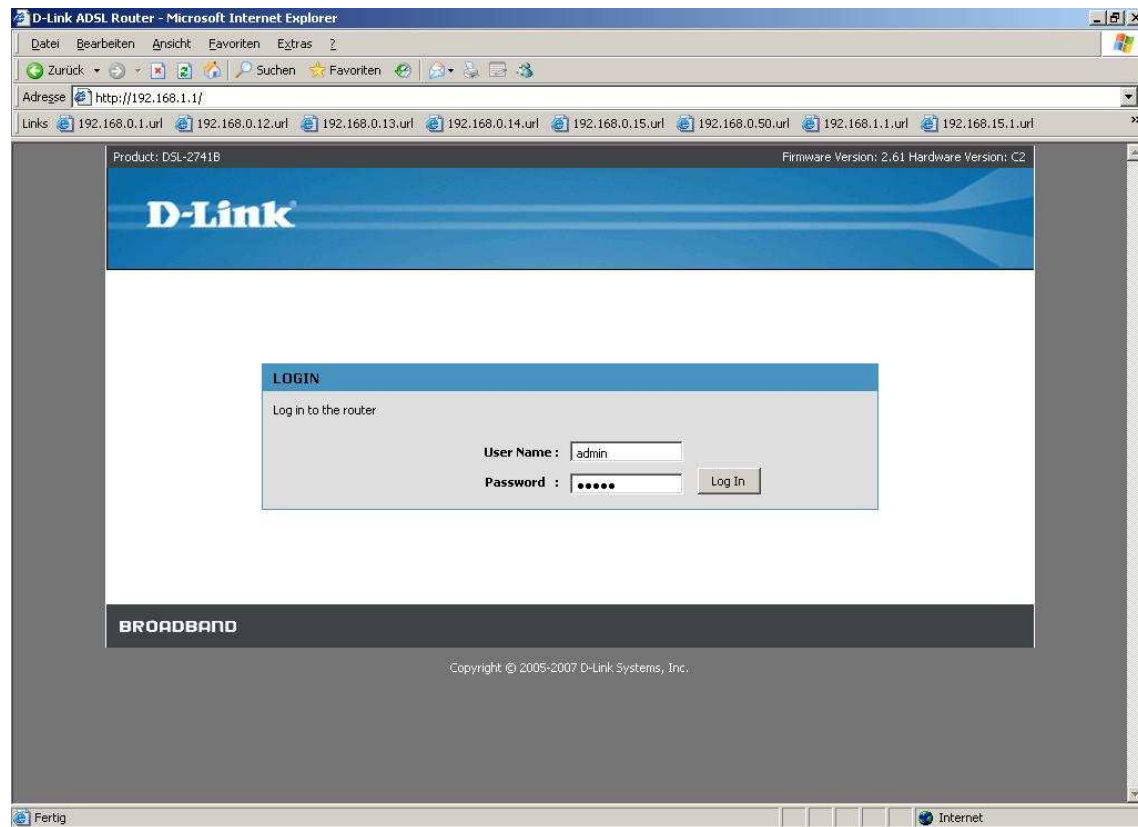 D-Link ADSL Router - Microsoft Internet Explorer
Datei Bearbeiten Ansicht Favoriten Extras ?
Zurück Suchen Favoriten
Adresse http://192.168.1.1/
Links 192.168.0.1.url 192.168.0.12.url 192.168.0.13.url 192.168.0.14.url 192.168.0.15.url 192.168.0.50.url 192.168.1.1.url 192.168.15.1.url »
Product: DSL-2741B Firmware Version: 2.61 Hardware Version: C2
D-Link
LOGIN
Log in to the router
User Name : admin
Password : ●●●●●
Log In
BROADBAND
Copyright © 2005-2007 D-Link Systems, Inc.
Fertig Internet